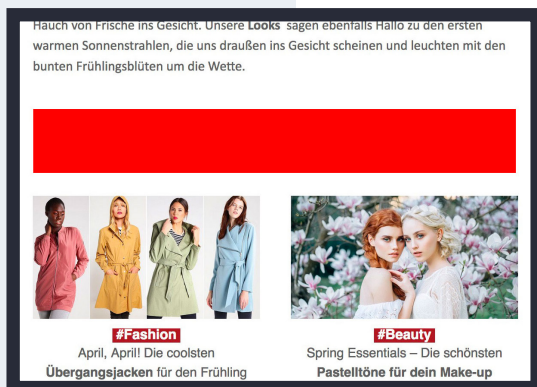 Hauch von Frische ins Gesicht. Unsere Looks sagen ebenfalls Hallo zu den ersten
warmen Sonnenstrahlen, die uns draußen ins Gesicht scheinen und leuchten mit den
bunten Frühlingsblüten um die Wette.
#Fashion
April, April! Die coolsten
Übergangsjacken für den Frühling
#Beauty
Spring Essentials – Die schönsten
Pastelltöne für dein Make-up